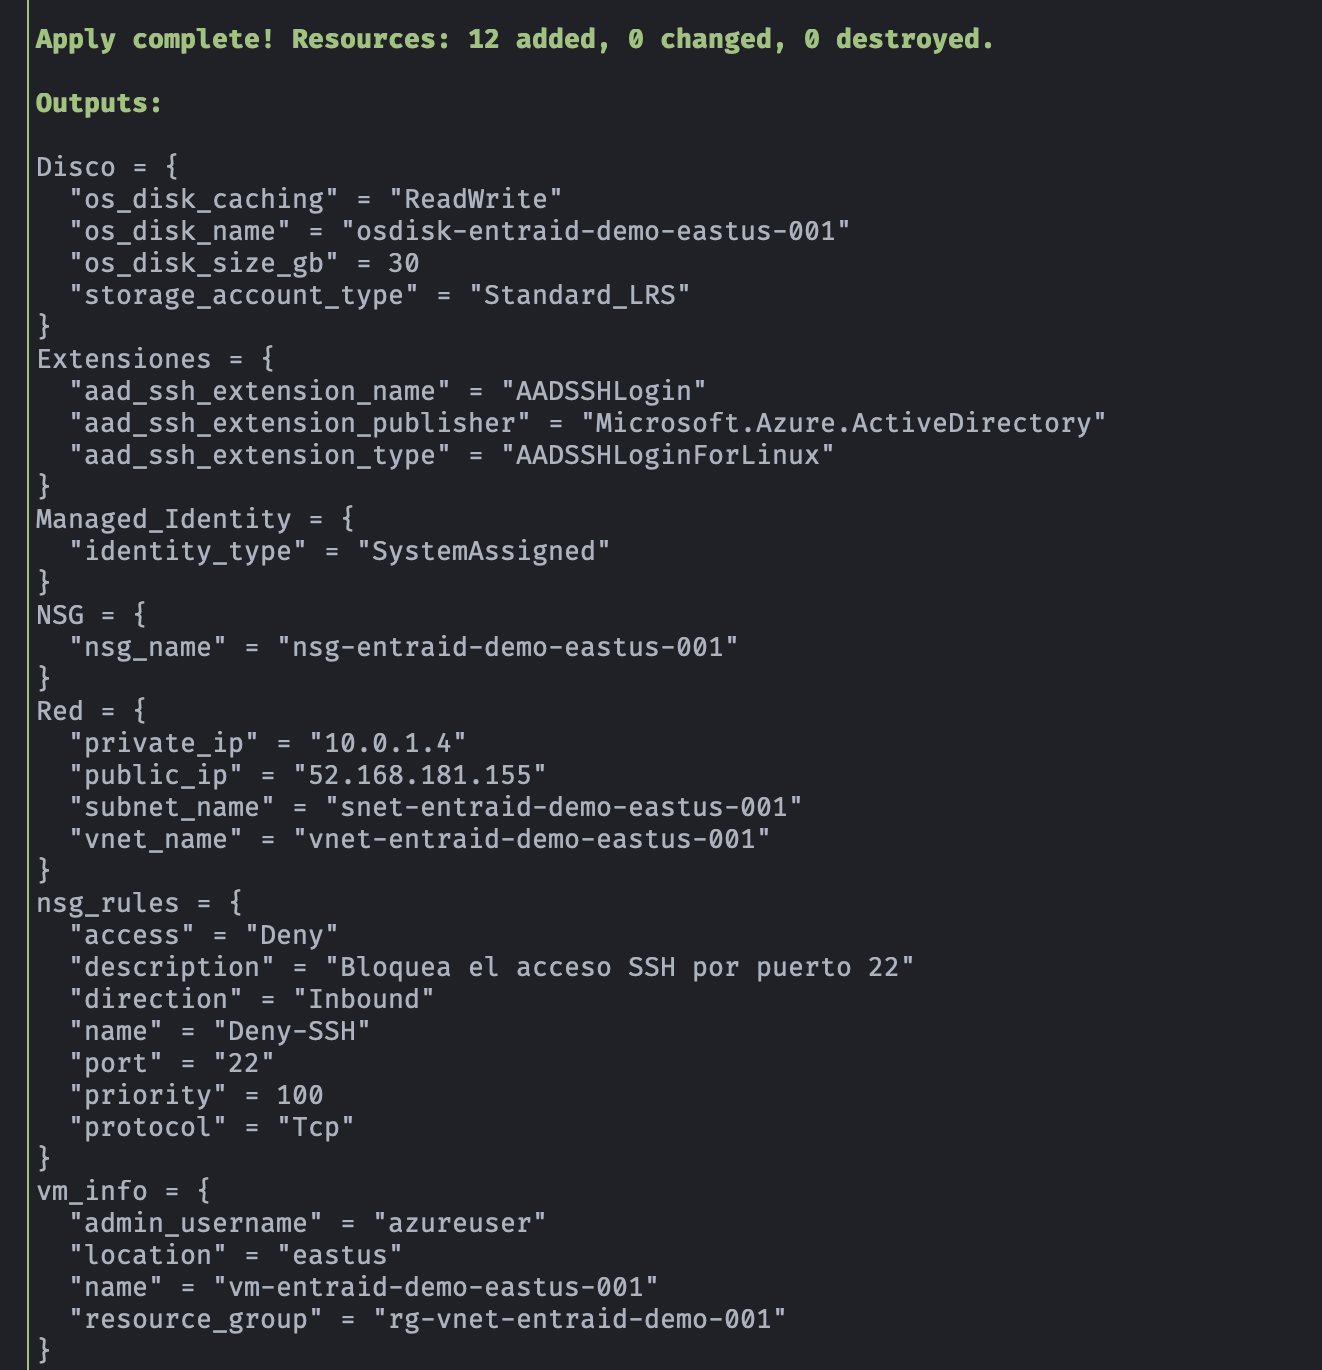 Apply complete! Resources: 12 added, 0 changed, 0 destroyed.
Outputs:
Disco = {
  "os_disk_caching" = "ReadWrite"
  "os_disk_name" = "osdisk-entraid-demo-eastus-001"
  "os_disk_size_gb" = 30
  "storage_account_type" = "Standard_LRS"
}
Extensiones = {
  "aad_ssh_extension_name" = "AADSSHLogin"
  "aad_ssh_extension_publisher" = "Microsoft.Azure.ActiveDirectory"
  "aad_ssh_extension_type" = "AADSSHLoginForLinux"
}
Managed_Identity = {
  "identity_type" = "SystemAssigned"
}
NSG = {
  "nsg_name" = "nsg-entraid-demo-eastus-001"
}
Red = {
  "private_ip" = "10.0.1.4"
  "public_ip" = "52.168.181.155"
  "subnet_name" = "snet-entraid-demo-eastus-001"
  "vnet_name" = "vnet-entraid-demo-eastus-001"
}
nsg_rules = {
  "access" = "Deny"
  "description" = "Bloquea el acceso SSH por puerto 22"
  "direction" = "Inbound"
  "name" = "Deny-SSH"
  "port" = "22"
  "priority" = 100
  "protocol" = "Tcp"
}
vm_info = {
  "admin_username" = "azureuser"
  "location" = "eastus"
  "name" = "vm-entraid-demo-eastus-001"
  "resource_group" = "rg-vnet-entraid-demo-001"
}